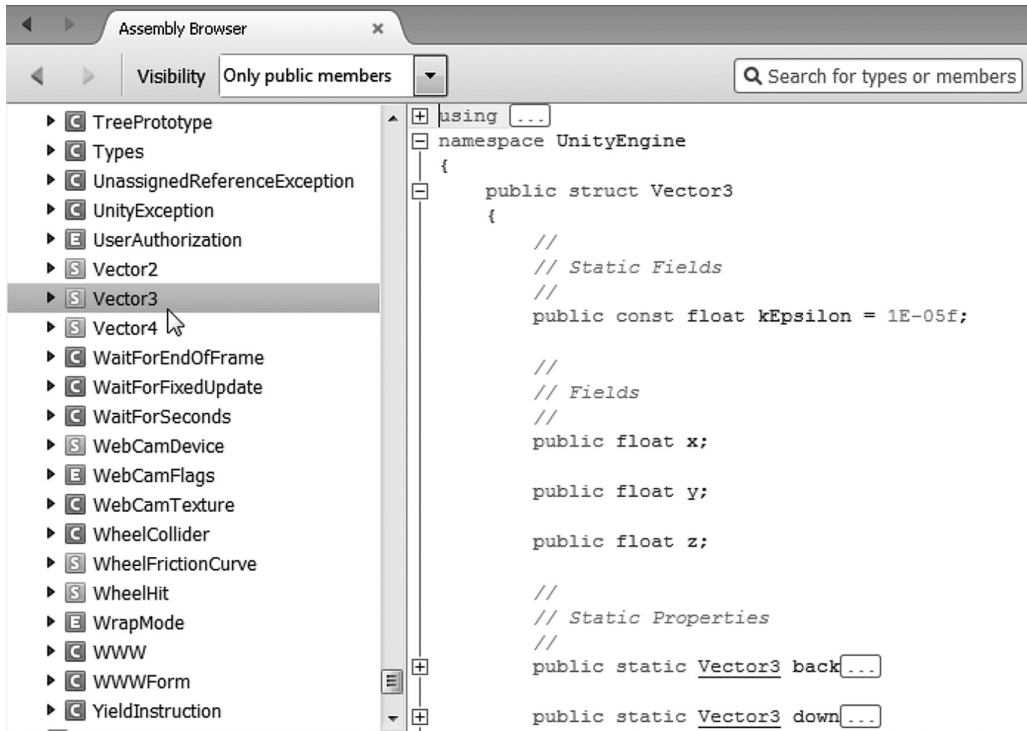 Assembly Browser
Visibility Only public members
Search for types or members
C TreePrototype
C Types
C UnassignedReferenceException
C UnityException
E UserAuthorization
S Vector2
S Vector3
S Vector4
C WaitForEndOfFrame
C WaitForFixedUpdate
C WaitForSeconds
S WebCamDevice
E WebCamFlags
C WebCamTexture
C WheelCollider
S WheelFrictionCurve
S WheelHit
E WrapMode
C WWW
C WWWForm
C YieldInstruction
using ...
namespace UnityEngine
{
public struct Vector3
{
//
// Static Fields
//
public const float kEpsilon = 1E-05f;
//
// Fields
//
public float x;
public float y;
public float z;
//
// Static Properties
//
public static Vector3 back...
public static Vector3 down...